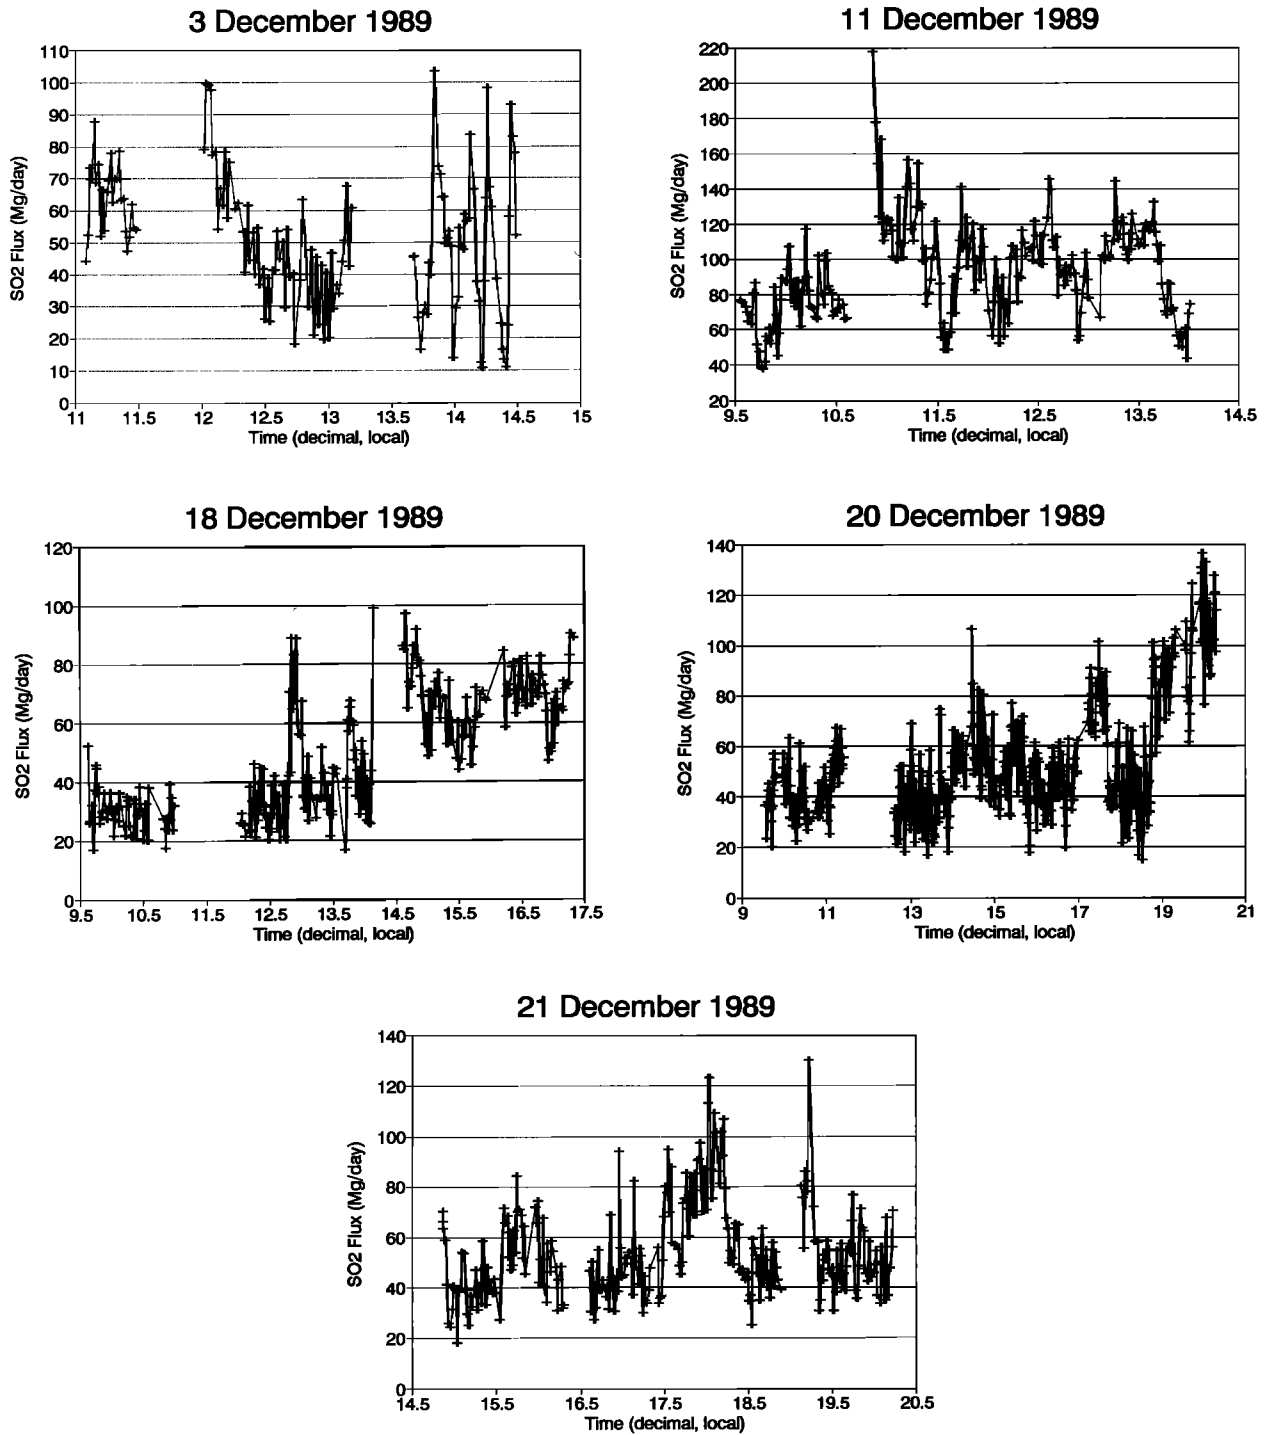 3 December 1989
110
100
90
80
70
60
50
40
30
20
10
0
SO2 Flux (Mg/day)
11 11.5 12 12.5 13 13.5 14 14.5 15
Time (decimal, local)
11 December 1989
220
200
180
160
140
120
100
80
60
40
20
SO2 Flux (Mg/day)
9.5 10.5 11.5 12.5 13.5 14.5
Time (decimal, local)
18 December 1989
120
100
80
60
40
20
0
SO2 Flux (Mg/day)
9.5 10.5 11.5 12.5 13.5 14.5 15.5 16.5 17.5
Time (decimal, local)
20 December 1989
140
120
100
80
60
40
20
0
SO2 Flux (Mg/day)
9 11 13 15 17 19 21
Time (decimal, local)
21 December 1989
140
120
100
80
60
40
20
0
SO2 Flux (Mg/day)
14.5 15.5 16.5 17.5 18.5 19.5 20.5
Time (decimal, local)